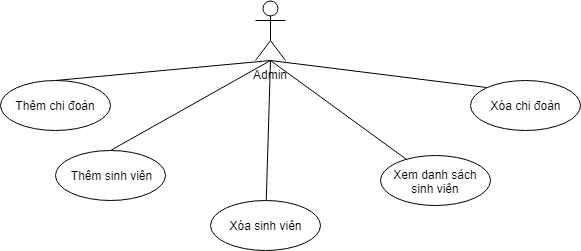 Admin
Thêm chi đoàn
Xóa chi đoàn
Thêm sinh viên
Xem danh sách
sinh viên
Xóa sinh viên